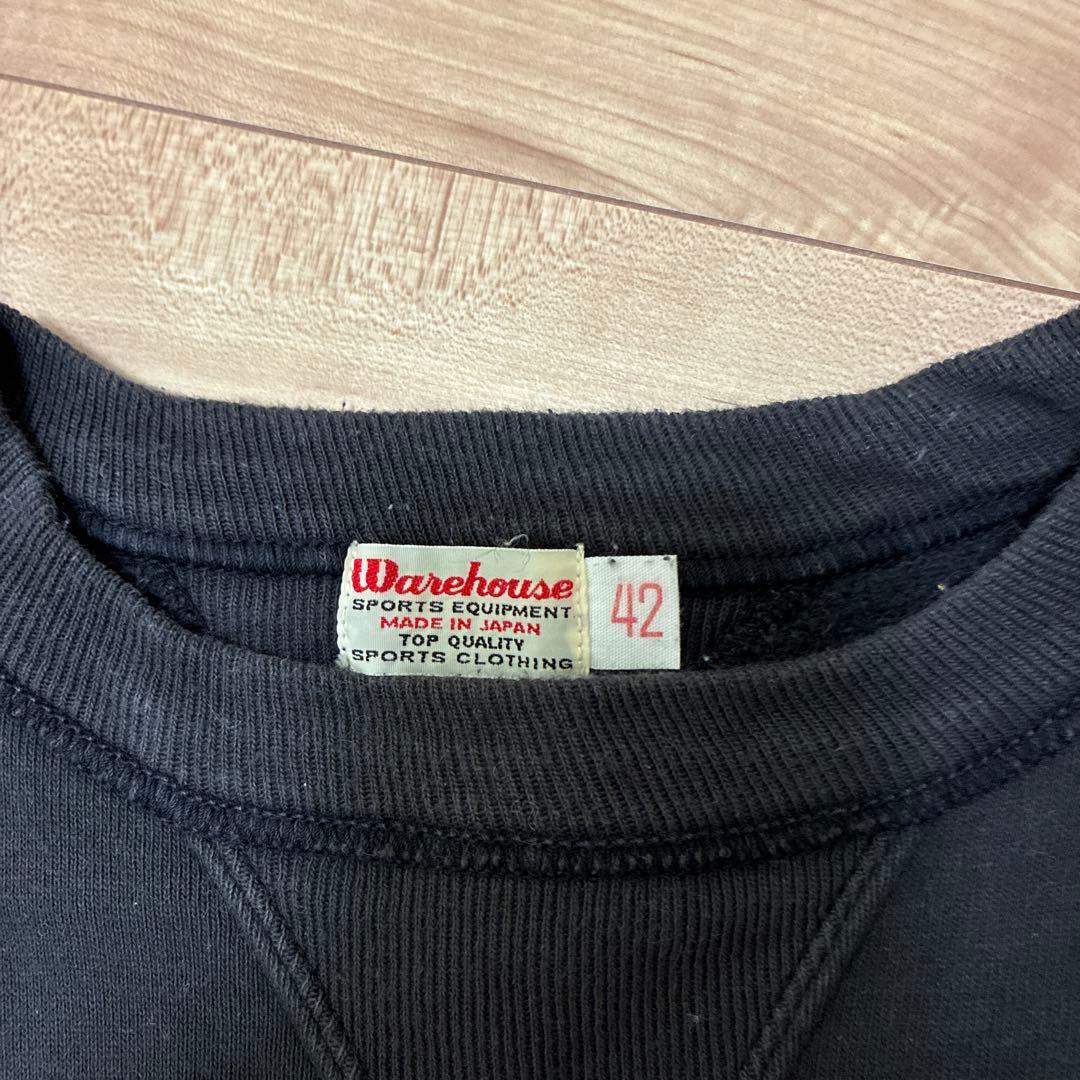 Warehouse
SPORTS EQUIPMENT
MADE IN JAPAN
TOP QUALITY
SPORTS CLOTHING
42